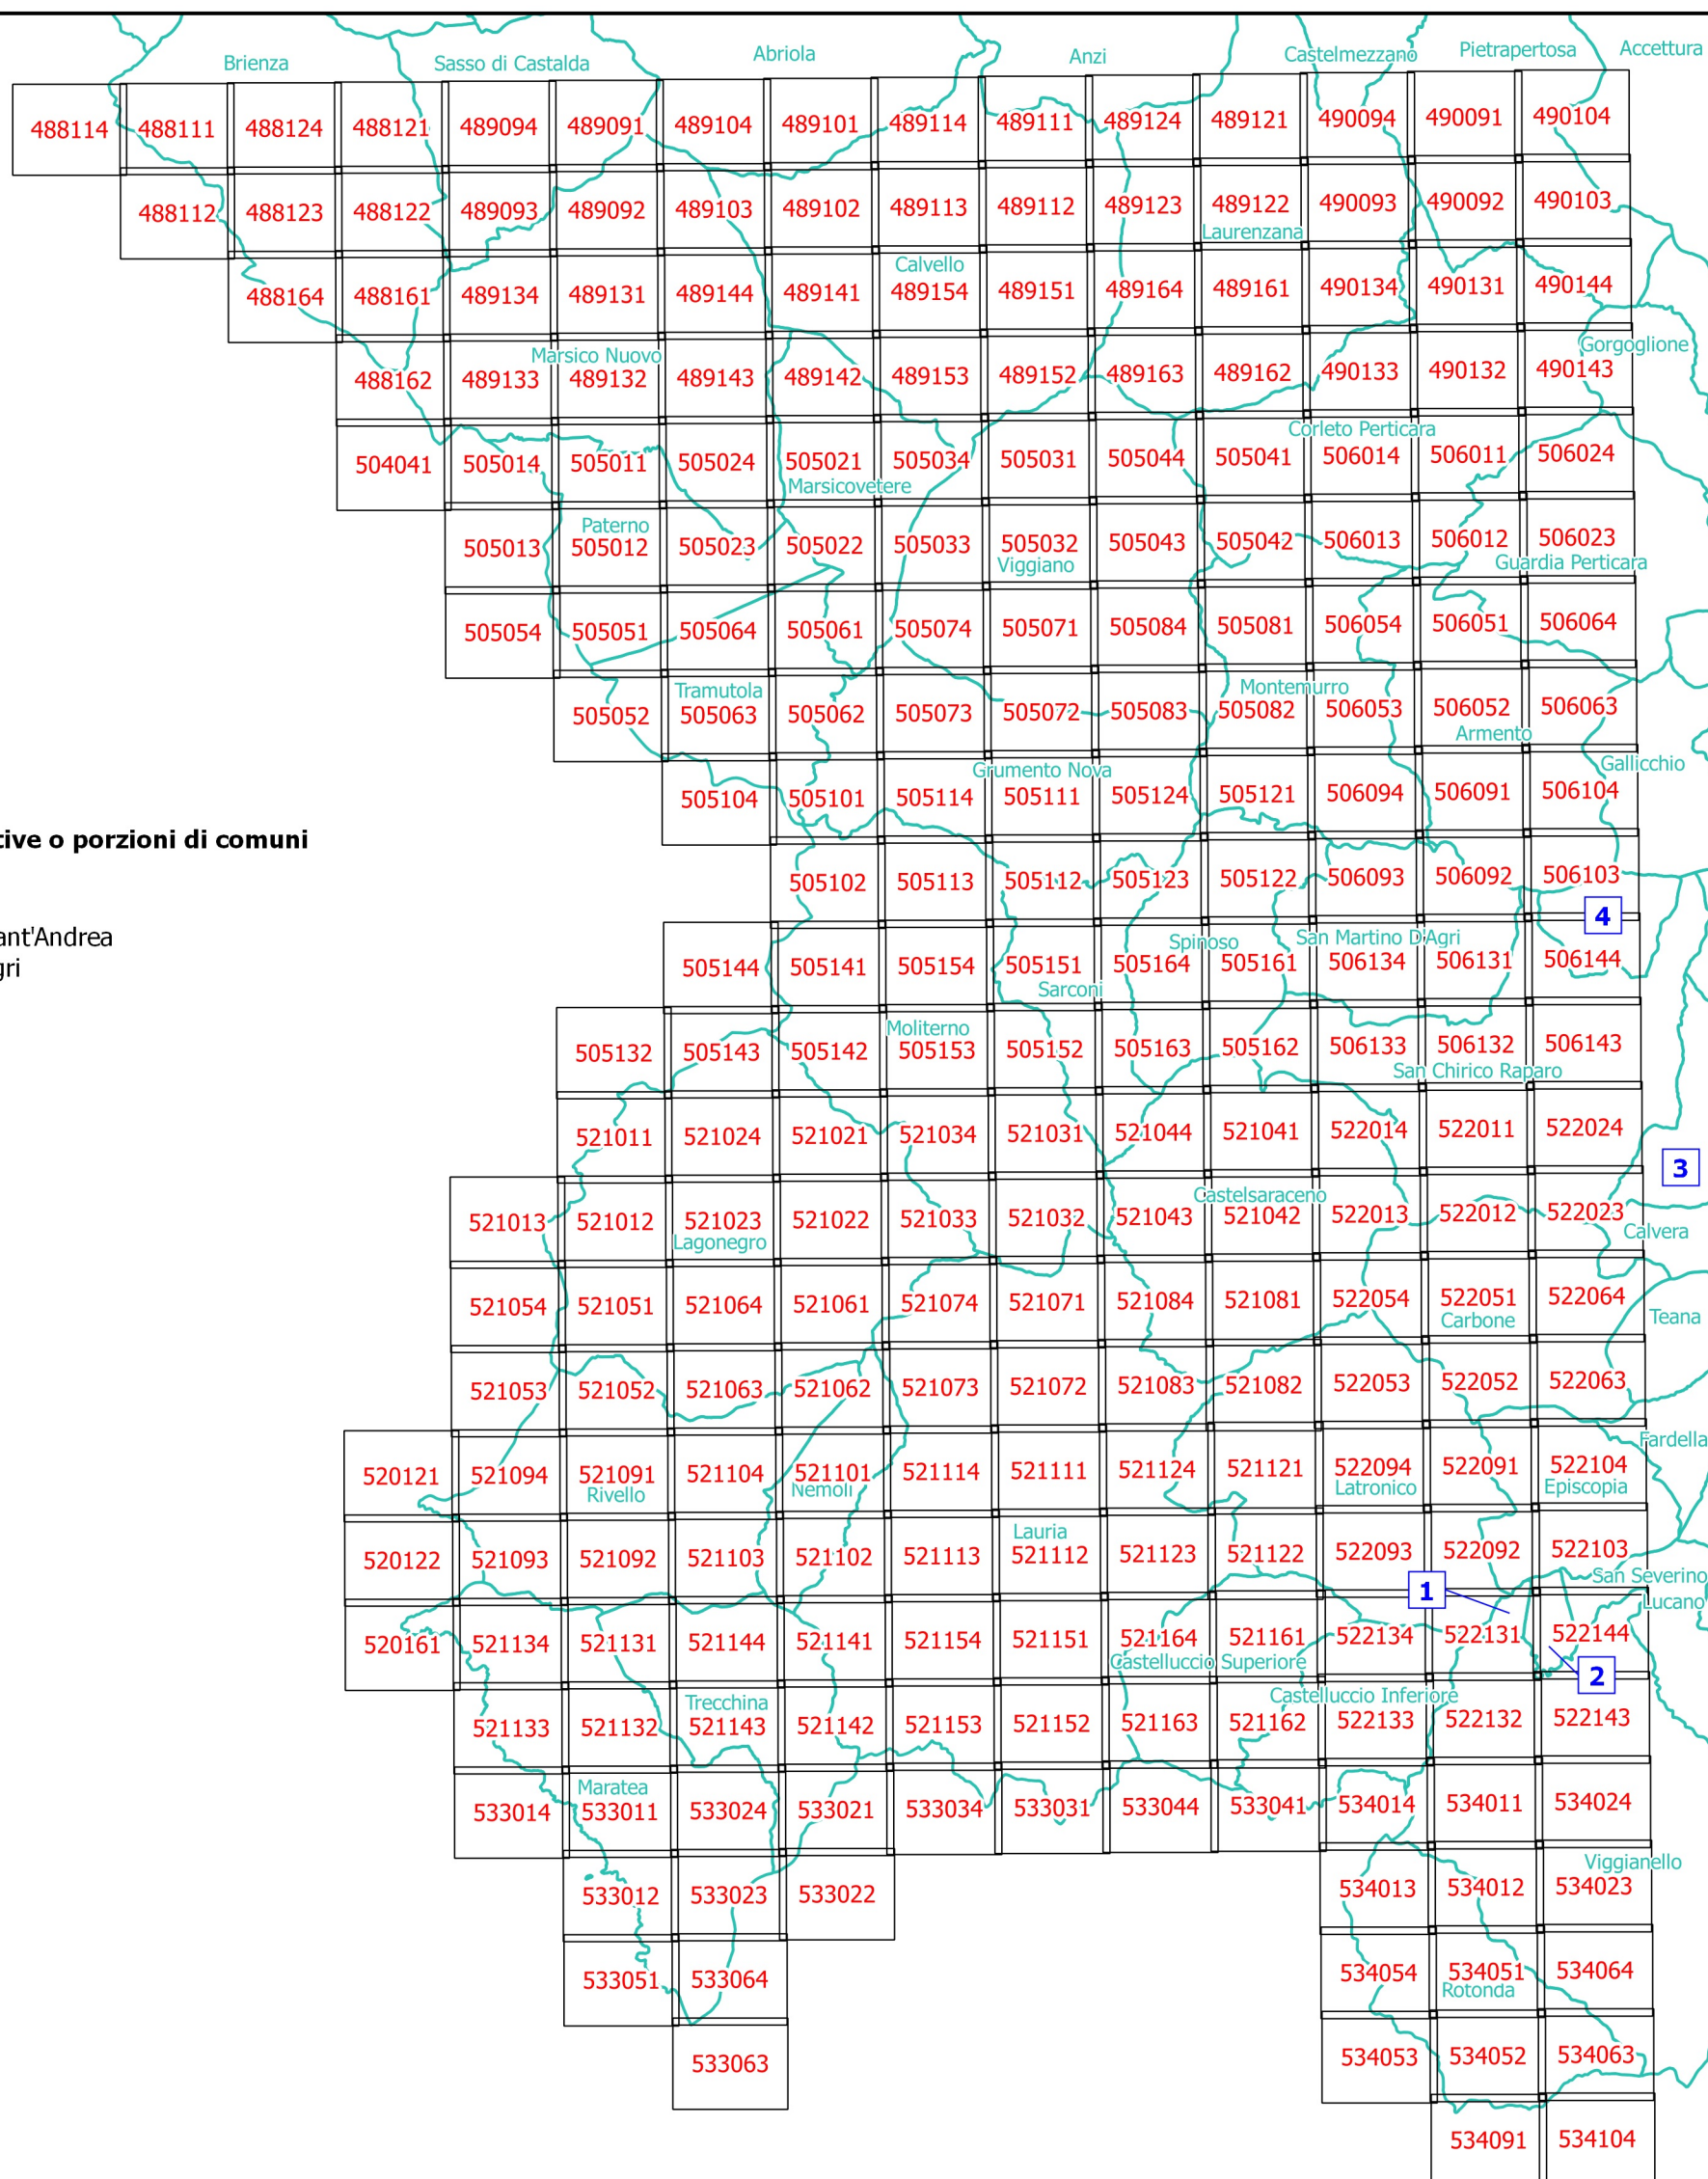 Brienza Sasso di Castalda Abriola Anzi Castelmezzano Pietrapertosa Accettura
488114 488111 488124 488121 489094 489091 489104 489101 489114 489111 489124 489121 490094 490091 490104
488112 488123 488122 489093 489092 489103 489102 489113 489112 489123 489122 490093 490092 490103
Laurenzana
Calvello
488164 488161 489134 489131 489144 489141 489154 489151 489164 489161 490134 490131 490144
Marsico Nuovo Gorgoglione
488162 489133 489132 489143 489142 489153 489152 489163 489162 490133 490132 490143
Corleto Perticara
504041 505014 505011 505024 505021 505034 505031 505044 505041 506014 506011 506024
Marsicovetere
Paterno
505013 505012 505023 505022 505033 505032 505043 505042 506013 506012 506023
Viggiano Guardia Perticara
505054 505051 505064 505061 505074 505071 505084 505081 506054 506051 506064
Tramutola Montemurro
505052 505063 505062 505073 505072 505083 505082 506053 506052 506063
Armento
Grumento Nova Gallicchio
505104 505101 505114 505111 505124 505121 506094 506091 506104
tive o porzioni di comuni
505102 505113 505112 505123 505122 506093 506092 506103
4
ant'Andrea
gri
Spinoso San Martino D'Agri
505144 505141 505154 505151 505164 505161 506134 506131 506144
Sarconi
Moliterno
505132 505143 505142 505153 505152 505163 505162 506133 506132 506143
San Chirico Raparo
521011 521024 521021 521034 521031 521044 521041 522014 522011 522024
3
Castelsaraceno
521013 521012 521023 521022 521033 521032 521043 521042 522013 522012 522023
Lagonegro Calvera
521054 521051 521064 521061 521074 521071 521084 521081 522054 522051 522064
Carbone Teana
521053 521052 521063 521062 521073 521072 521083 521082 522053 522052 522063
Fardella
520121 521094 521091 521104 521101 521114 521111 521124 521121 522094 522091 522104
Rivello Nemoli Latronico Episcopia
Lauria
520122 521093 521092 521103 521102 521113 521112 521123 521122 522093 522092 522103
1
San Severino
Lucano
520161 521134 521131 521144 521141 521154 521151 521164 521161 522134 522131 522144
Castelluccio Superiore
2
Trecchina Castelluccio Inferiore
521133 521132 521143 521142 521153 521152 521163 521162 522133 522132 522143
Maratea
533014 533011 533024 533021 533034 533031 533044 533041 534014 534011 534024
Viggianello
533012 533023 533022 534013 534012 534023
533051 533064 534054 534051 534064
Rotonda
533063 534053 534052 534063
534091 534104